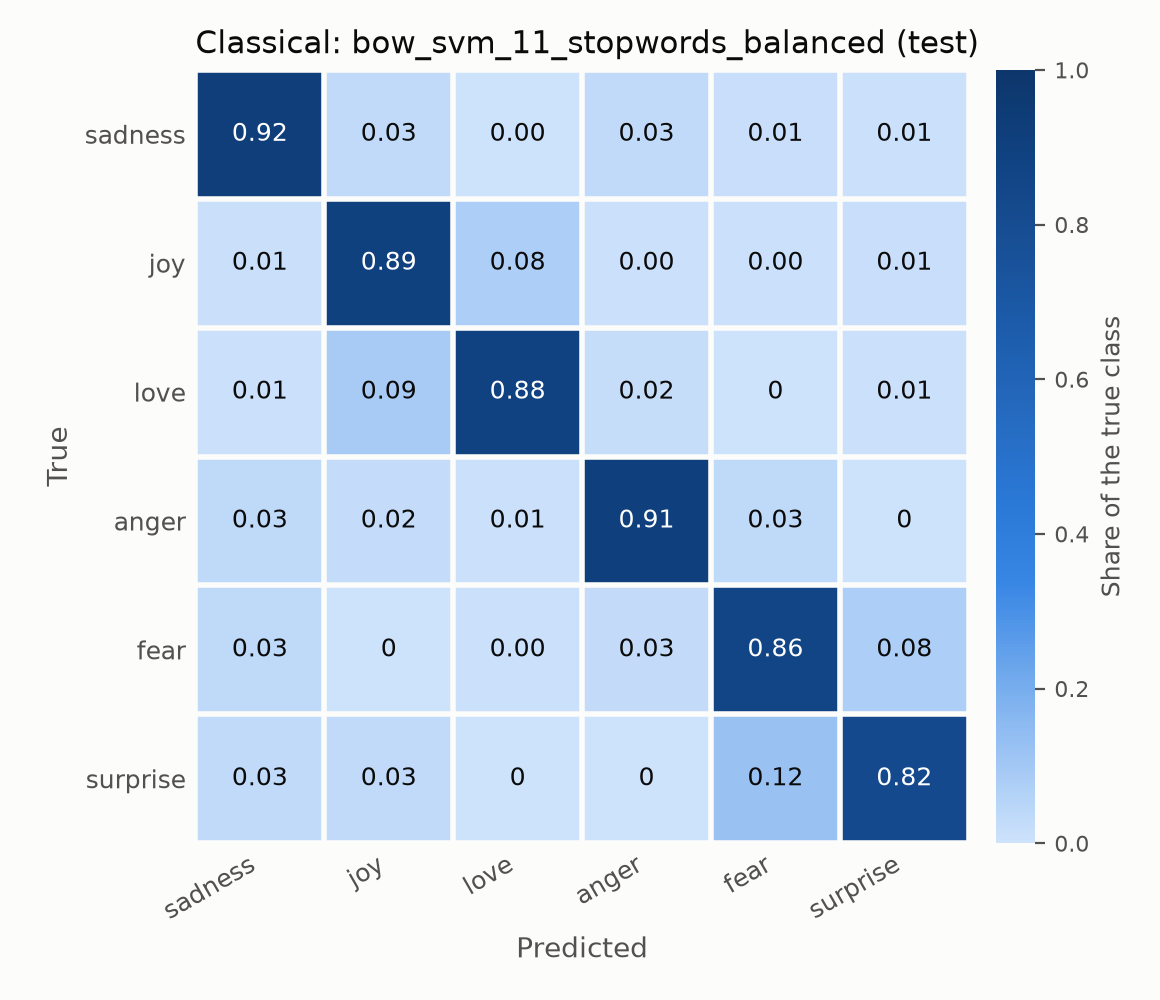 Classical: bow_svm_11_stopwords_balanced (test)
sadness 0.92 0.03 0.00 0.03 0.01 0.01
joy 0.01 0.89 0.08 0.00 0.00 0.01
love 0.01 0.09 0.88 0.02 0 0.01
anger 0.03 0.02 0.01 0.91 0.03 0
fear 0.03 0 0.00 0.03 0.86 0.08
surprise 0.03 0.03 0 0 0.12 0.82
sadness joy love anger fear surprise
Predicted
True
1.0
0.8
0.6
0.4
0.2
0.0
Share of the true class